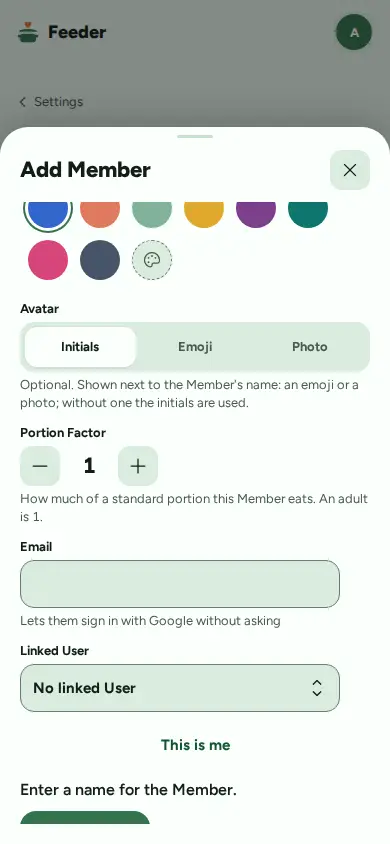 Feeder
A
Settings
Add Member
Avatar
Initials
Emoji
Photo
Optional. Shown next to the Member's name: an emoji or a
photo; without one the initials are used.
Portion Factor
1
How much of a standard portion this Member eats. An adult
is 1.
Email
Lets them sign in with Google without asking
Linked User
No linked User
This is me
Enter a name for the Member.